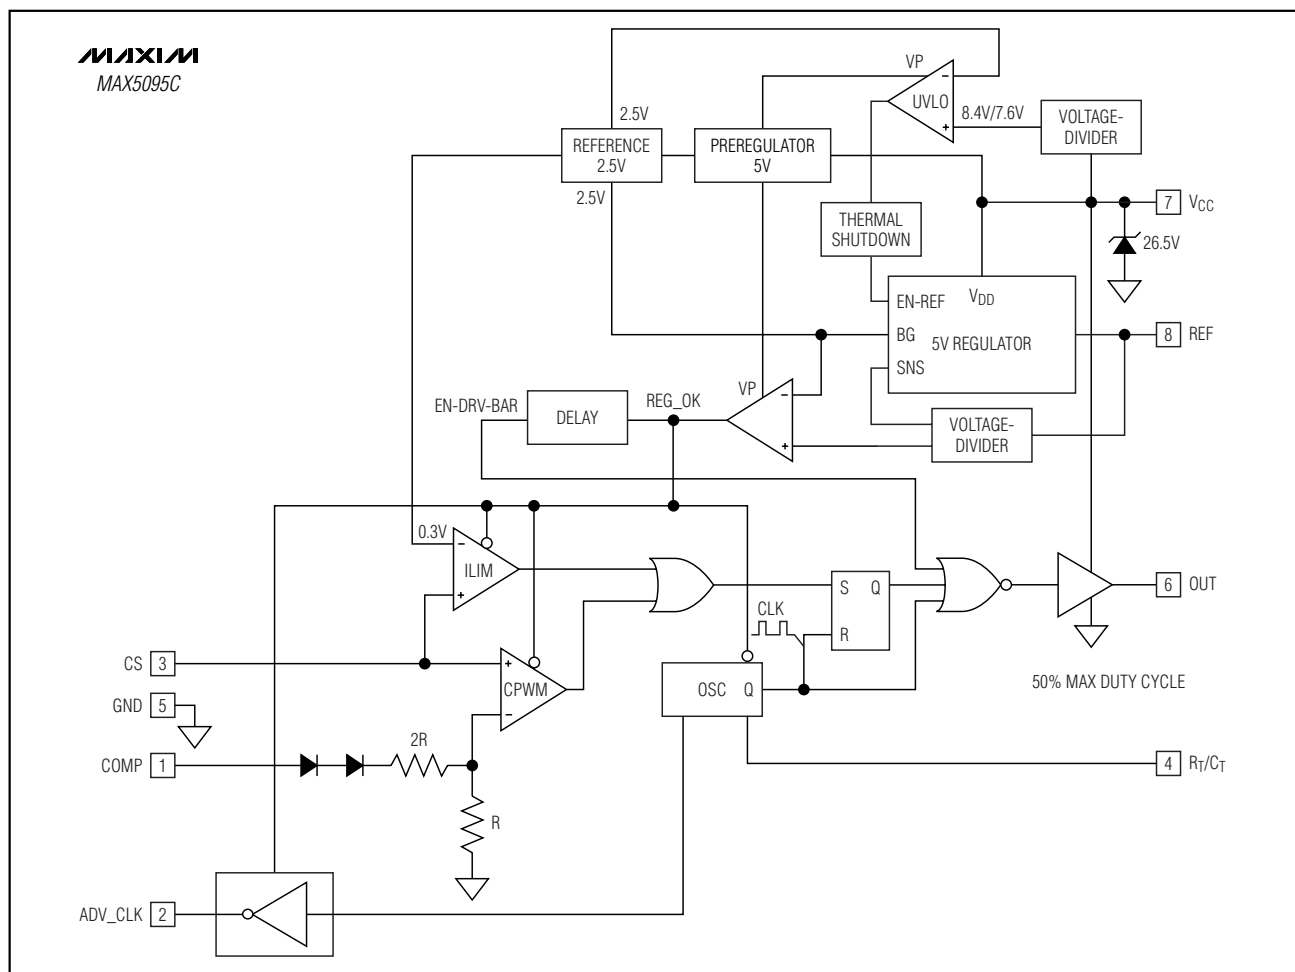 MAXIM
MAX5095C
VP
UVLO
−
+
8.4V/7.6V
VOLTAGE-
DIVIDER
2.5V
REFERENCE
2.5V
2.5V
PREREGULATOR
5V
THERMAL
SHUTDOWN
7
VCC
26.5V
EN-REF
VDD
BG
5V REGULATOR
SNS
8
REF
EN-DRV-BAR
DELAY
REG_OK
VP
−
+
VOLTAGE-
DIVIDER
0.3V
−
ILIM
+
S
Q
R
CLK
6
OUT
CS
3
+
CPWM
−
OSC
Q
50% MAX DUTY CYCLE
GND
5
COMP
1
2R
R
4
RT/CT
ADV_CLK
2